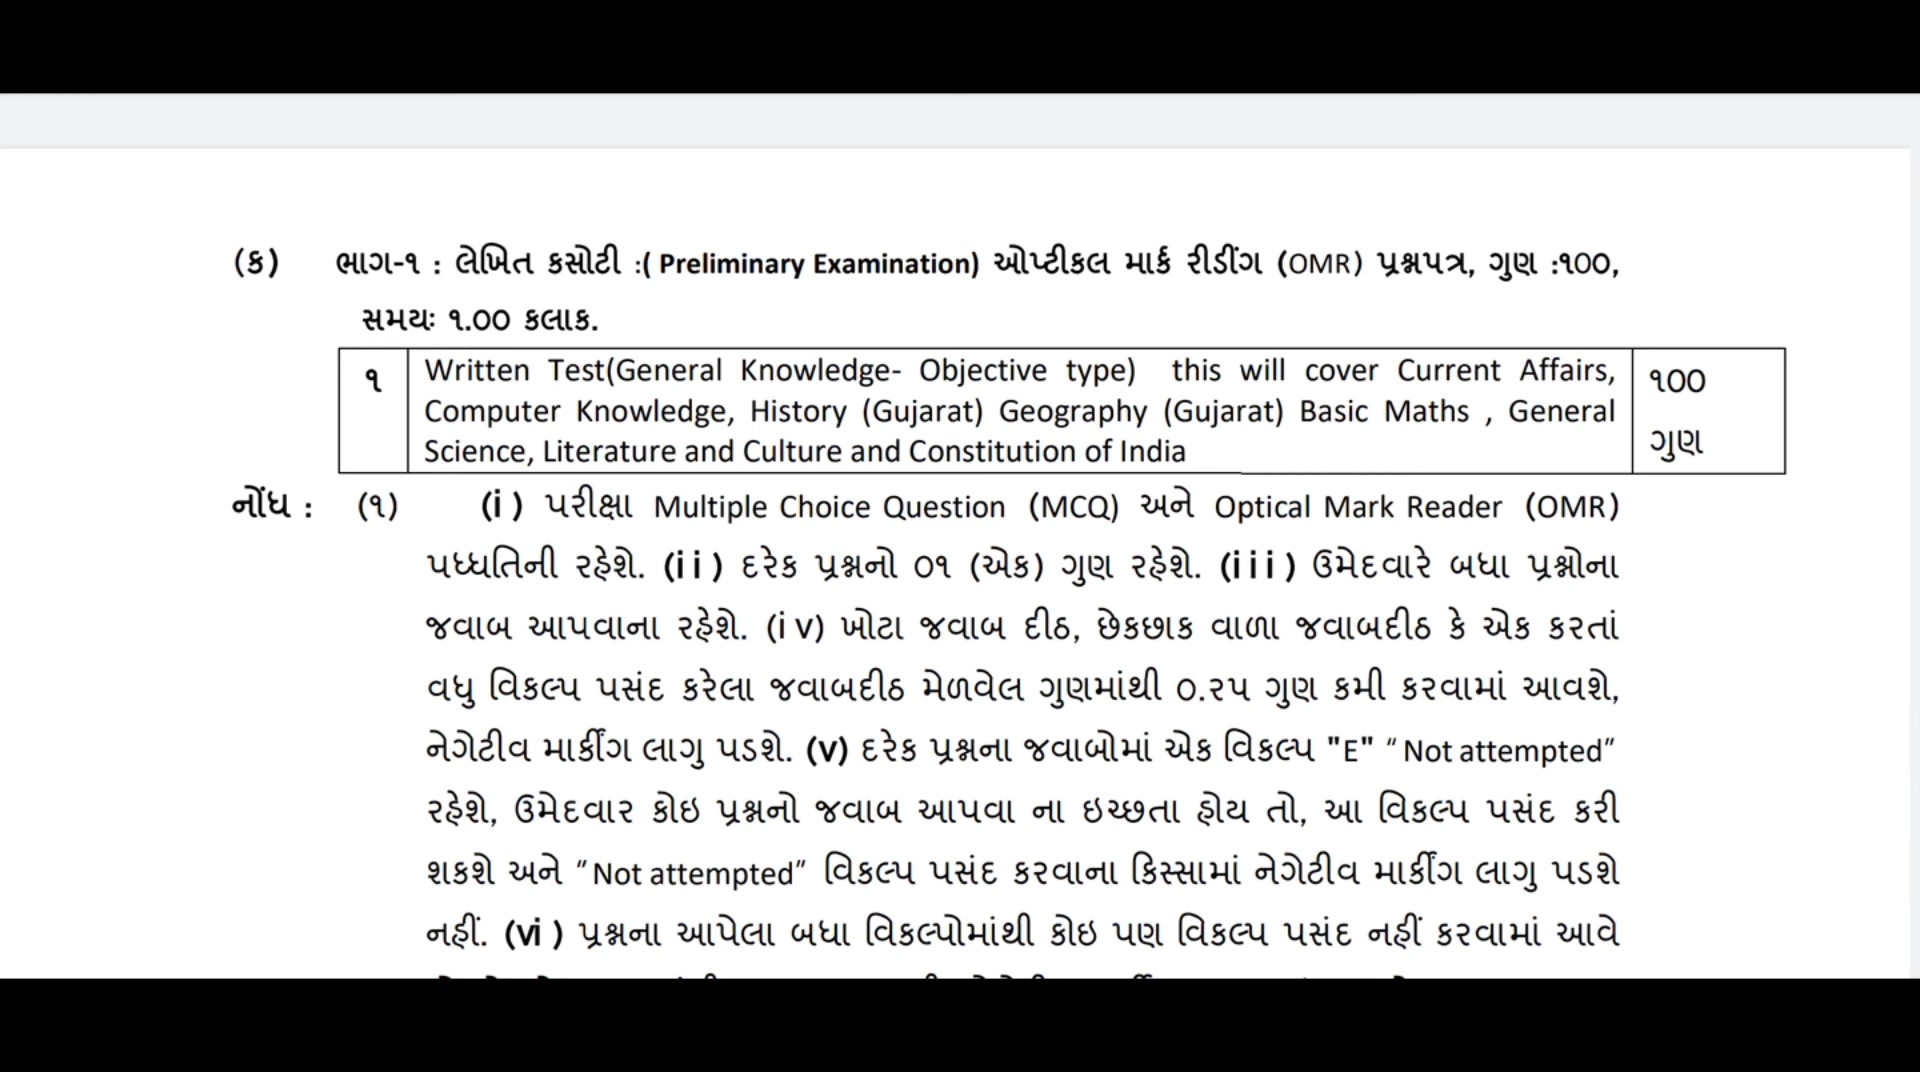 (ક) ભાગ-૧ : લેખિત કસોટી :( Preliminary Examination) ઓપ્ટીકલ માર્ક રીડીંગ (OMR) પ્રશ્નપત્ર, ગુણ :૧૦૦,
સમયઃ ૧.૦૦ કલાક.
૧ Written Test(General Knowledge- Objective type) this will cover Current Affairs, ૧૦૦
Computer Knowledge, History (Gujarat) Geography (Gujarat) Basic Maths , General
Science, Literature and Culture and Constitution of India ગુણ
નોંધ : (૧) (i ) પરીક્ષા Multiple Choice Question (MCQ) અને Optical Mark Reader (OMR)
પધ્ધતિની રહેશે. (ii ) દરેક પ્રશ્નનો ૦૧ (એક) ગુણ રહેશે. (iii ) ઉમેદવારે બધા પ્રશ્નોના
જવાબ આપવાના રહેશે. (iv) ખોટા જવાબ દીઠ, છેકછાક વાળા જવાબદીઠ કે એક કરતાં
વધુ વિકલ્પ પસંદ કરેલા જવાબદીઠ મેળવેલ ગુણમાંથી ૦.૨૫ ગુણ કમી કરવામાં આવશે,
નેગેટીવ માર્કીંગ લાગુ પડશે. (v) દરેક પ્રશ્નના જવાબોમાં એક વિકલ્પ "E" “ Not attempted”
રહેશે, ઉમેદવાર કોઇ પ્રશ્નનો જવાબ આપવા ના ઇચ્છતા હોય તો, આ વિકલ્પ પસંદ કરી
શકશે અને “Not attempted” વિકલ્પ પસંદ કરવાના કિસ્સામાં નેગેટીવ માર્કીંગ લાગુ પડશે
નહીં. (vi ) પ્રશ્નના આપેલા બધા વિકલ્પોમાંથી કોઇ પણ વિકલ્પ પસંદ નહીં કરવામાં આવે